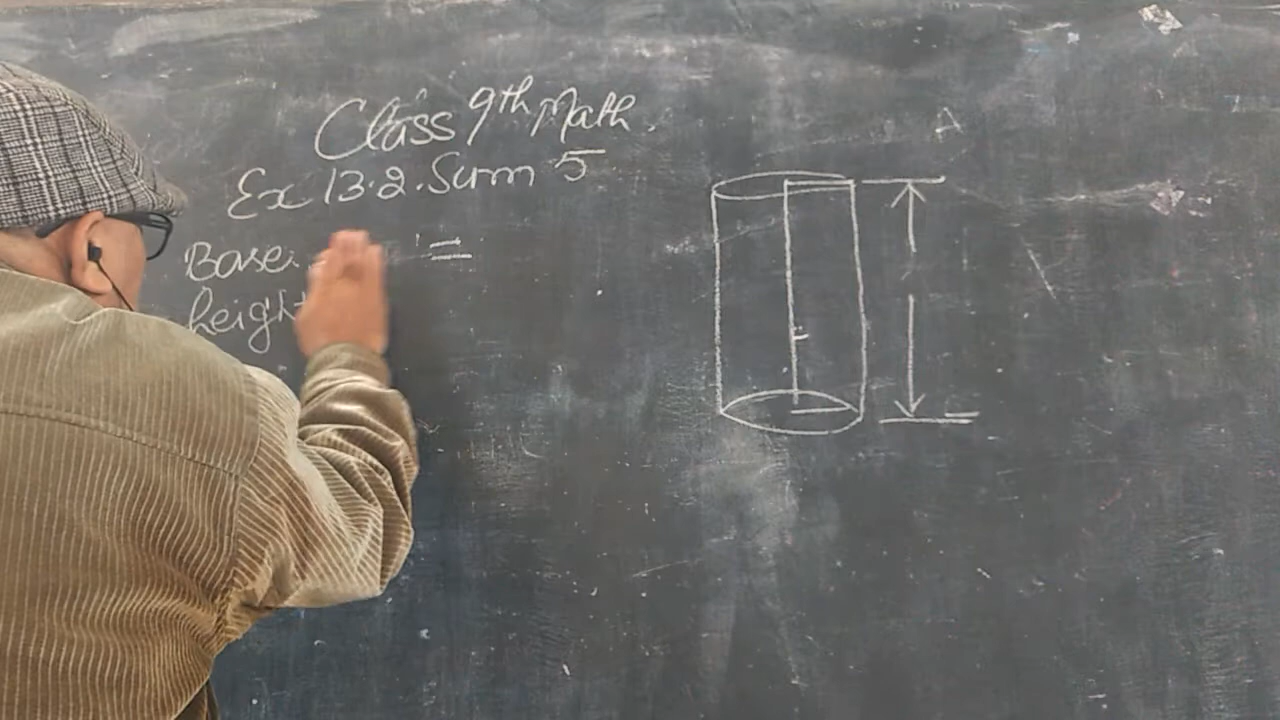 Class 9th Math.
Ex 13.2. Sum 5
Base =
height